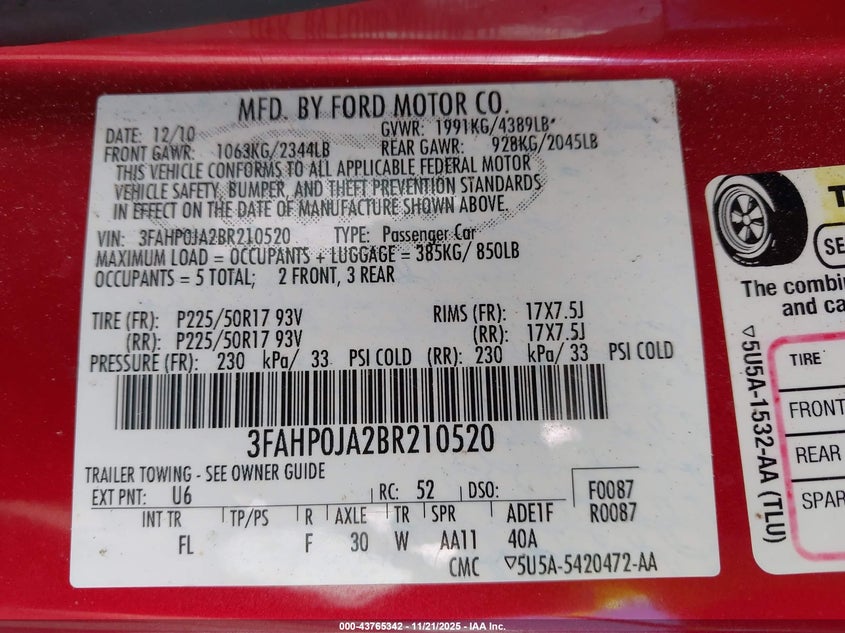 MFD. BY FORD MOTOR CO.
DATE: 12/10 GVWR: 1991KG/4389LB*
FRONT GAWR: 1063KG/2344LB REAR GAWR: 928KG/2045LB
THIS VEHICLE CONFORMS TO ALL APPLICABLE FEDERAL MOTOR
VEHICLE SAFETY, BUMPER, AND THEFT PREVENTION STANDARDS
IN EFFECT ON THE DATE OF MANUFACTURE SHOWN ABOVE.
VIN: 3FAHP0JA2BR210520 TYPE: Passenger Car
MAXIMUM LOAD = OCCUPANTS + LUGGAGE = 385KG/ 850LB
OCCUPANTS = 5 TOTAL; 2 FRONT, 3 REAR
TIRE (FR): P225/50R17 93V RIMS (FR): 17X7.5J
(RR): P225/50R17 93V (RR): 17X7.5J
PRESSURE (FR): 230 kPa/ 33 PSI COLD (RR): 230 kPa/ 33 PSI COLD
3FAHP0JA2BR210520
TRAILER TOWING - SEE OWNER GUIDE
EXT PNT: U6 RC: 52 DSO: F0087
INT TR TP/PS R AXLE TR SPR ADE1F R0087
FL F 30 W AA11 40A
CMC ▽5U5A-5420472-AA
The combin
and ca
TIRE
FRONT
REAR
SPAR
▽5U5A-1532-AA (TLU)
000-43765342 - 11/21/2025 - IAA Inc.